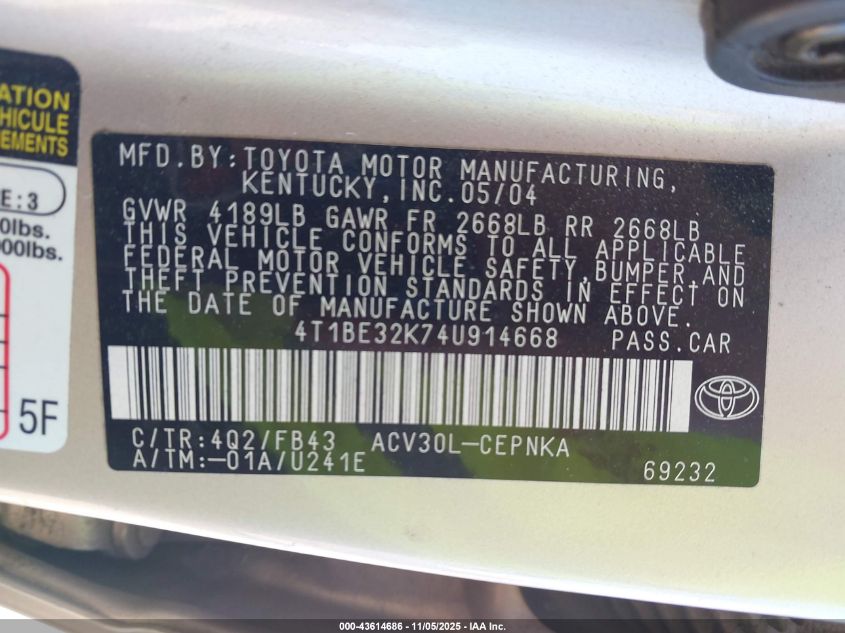 ATION
VEHICULE
EMENTS
E:3
0lbs.
000lbs.
5F
MFD.BY:TOYOTA MOTOR MANUFACTURING,
KENTUCKY,INC.05/04
GVWR 4189LB GAWR FR 2668LB RR 2668LB
THIS VEHICLE CONFORMS TO ALL APPLICABLE
FEDERAL MOTOR VEHICLE SAFETY,BUMPER,AND
THEFT PREVENTION STANDARDS IN EFFECT ON
THE DATE OF MANUFACTURE SHOWN ABOVE.
4T1BE32K74U914668 PASS.CAR
C/TR:4Q2/FB43 ACV30L-CEPNKA
A/TM:-01A/U241E
69232
000-43614686 - 11/05/2025 - IAA Inc.